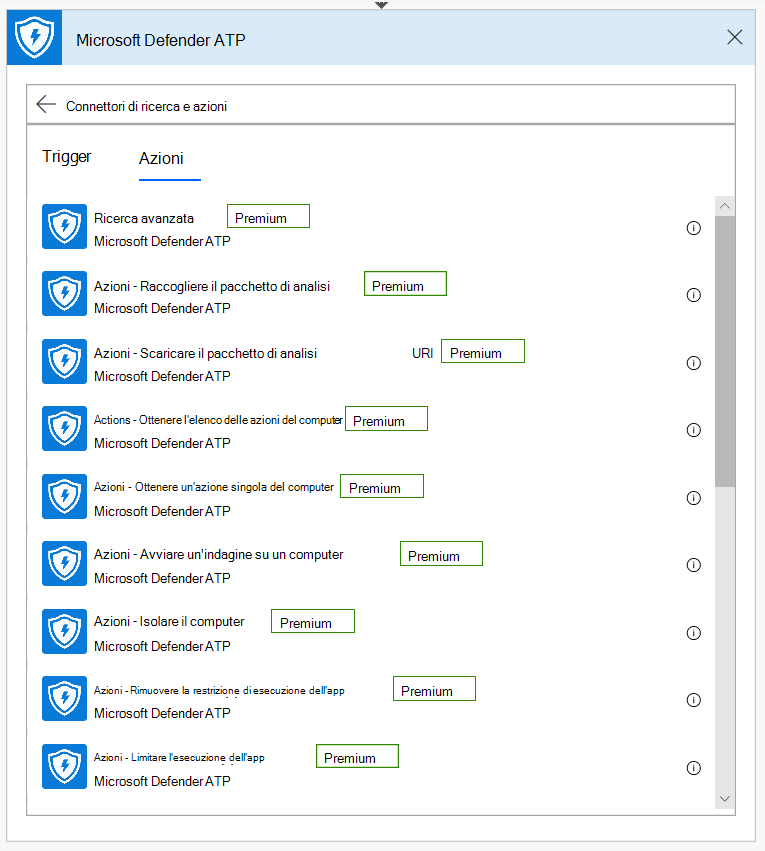 Microsoft Defender ATP
Connettori di ricerca e azioni
Trigger Azioni
Ricerca avanzata Premium
Microsoft Defender ATP
Azioni - Raccogliere il pacchetto di analisi Premium
Microsoft Defender ATP
Azioni - Scaricare il pacchetto di analisi URI Premium
Microsoft Defender ATP
Actions - Ottenere l'elenco delle azioni del computer Premium
Microsoft Defender ATP
Azioni - Ottenere un'azione singola del computer Premium
Microsoft Defender ATP
Azioni - Avviare un'indagine su un computer Premium
Microsoft Defender ATP
Azioni - Isolare il computer Premium
Microsoft Defender ATP
Azioni - Rimuovere la restrizione di esecuzione dell'app Premium
Microsoft Defender ATP
Azioni - Limitare l'esecuzione dell'app Premium
Microsoft Defender ATP